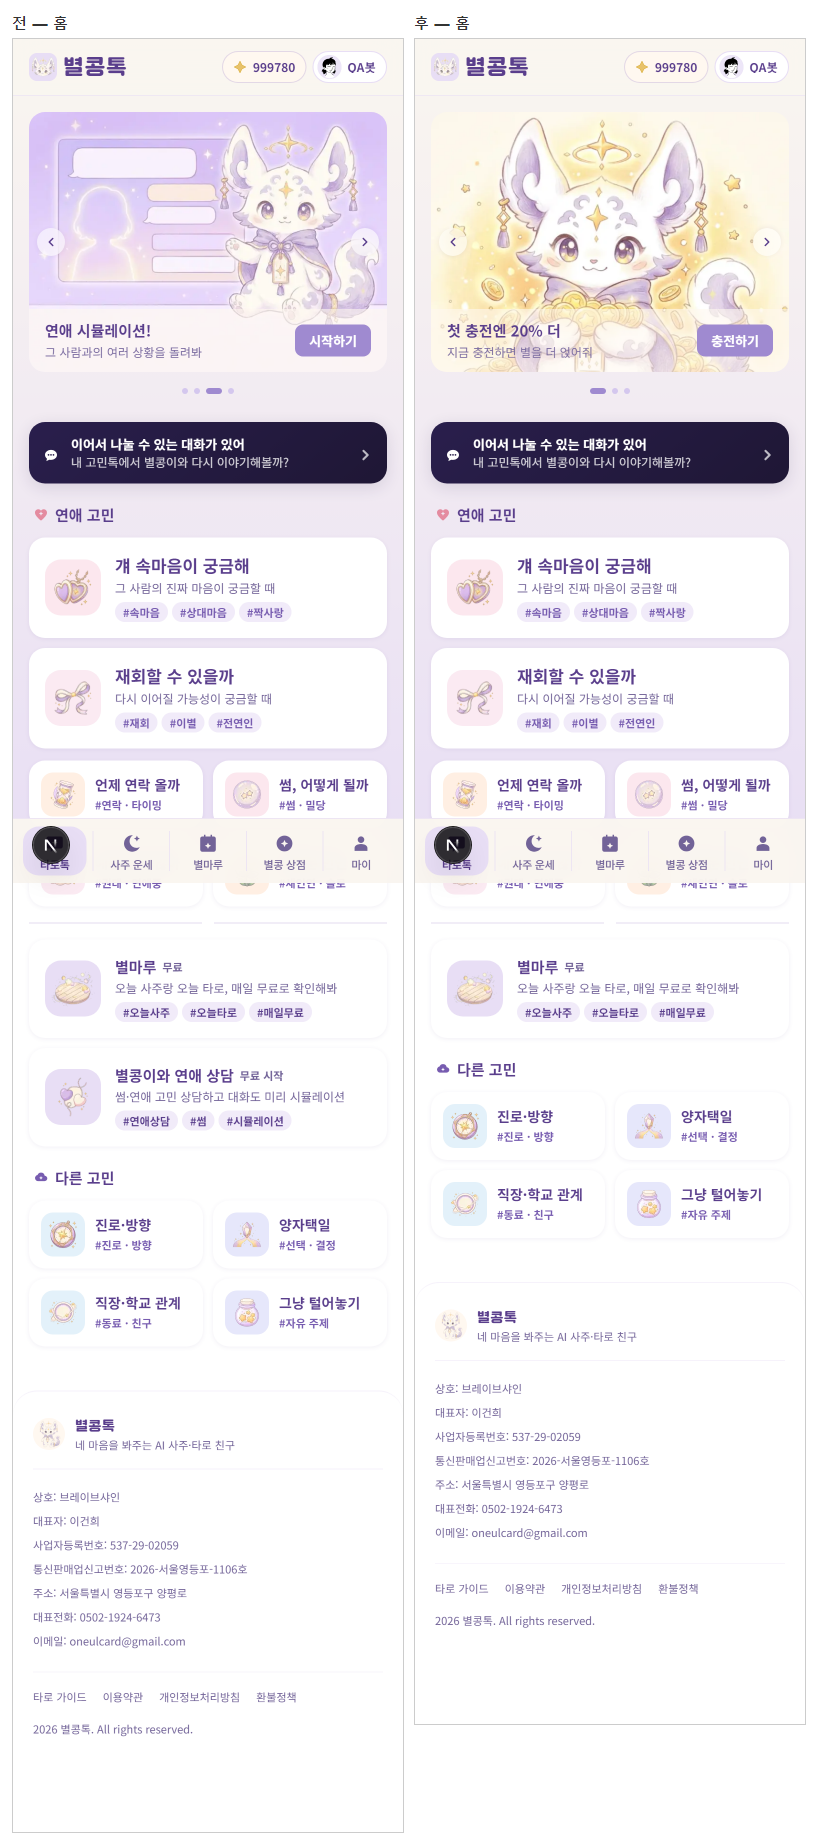 전 — 홈
별콩톡
999780
QA봇
연애 시뮬레이션!
그 사람과의 여러 상황을 돌려봐
시작하기
이어서 나눌 수 있는 대화가 있어
내 고민톡에서 별콩이와 다시 이야기해볼까?
연애 고민
걔 속마음이 궁금해
그 사람의 진짜 마음이 궁금할 때
#속마음 #상대마음 #짝사랑
재회할 수 있을까
다시 이어질 가능성이 궁금할 때
#재회 #이별 #전연인
언제 연락 올까
#연락 · 타이밍
썸, 어떻게 될까
#썸 · 밀당
N
타로톡
사주 운세
별마루
별콩 상점
마이
별마루 무료
오늘 사주랑 오늘 타로, 매일 무료로 확인해봐
#오늘사주 #오늘타로 #매일무료
별콩이와 연애 상담 무료 시작
썸·연애 고민 상담하고 대화도 미리 시뮬레이션
#연애상담 #썸 #시뮬레이션
다른 고민
진로·방향
#진로 · 방향
양자택일
#선택 · 결정
직장·학교 관계
#동료 · 친구
그냥 털어놓기
#자유 주제
별콩톡
네 마음을 봐주는 AI 사주·타로 친구
상호: 브레이브샤인
대표자: 이건희
사업자등록번호: 537-29-02059
통신판매업신고번호: 2026-서울영등포-1106호
주소: 서울특별시 영등포구 양평로
대표전화: 0502-1924-6473
이메일: oneulcard@gmail.com
타로 가이드 이용약관 개인정보처리방침 환불정책
2026 별콩톡. All rights reserved.
후 — 홈
별콩톡
999780
QA봇
첫 충전엔 20% 더
지금 충전하면 별을 더 얹어줘
충전하기
이어서 나눌 수 있는 대화가 있어
내 고민톡에서 별콩이와 다시 이야기해볼까?
연애 고민
걔 속마음이 궁금해
그 사람의 진짜 마음이 궁금할 때
#속마음 #상대마음 #짝사랑
재회할 수 있을까
다시 이어질 가능성이 궁금할 때
#재회 #이별 #전연인
언제 연락 올까
#연락 · 타이밍
썸, 어떻게 될까
#썸 · 밀당
N
타로톡
사주 운세
별마루
별콩 상점
마이
별마루 무료
오늘 사주랑 오늘 타로, 매일 무료로 확인해봐
#오늘사주 #오늘타로 #매일무료
다른 고민
진로·방향
#진로 · 방향
양자택일
#선택 · 결정
직장·학교 관계
#동료 · 친구
그냥 털어놓기
#자유 주제
별콩톡
네 마음을 봐주는 AI 사주·타로 친구
상호: 브레이브샤인
대표자: 이건희
사업자등록번호: 537-29-02059
통신판매업신고번호: 2026-서울영등포-1106호
주소: 서울특별시 영등포구 양평로
대표전화: 0502-1924-6473
이메일: oneulcard@gmail.com
타로 가이드 이용약관 개인정보처리방침 환불정책
2026 별콩톡. All rights reserved.